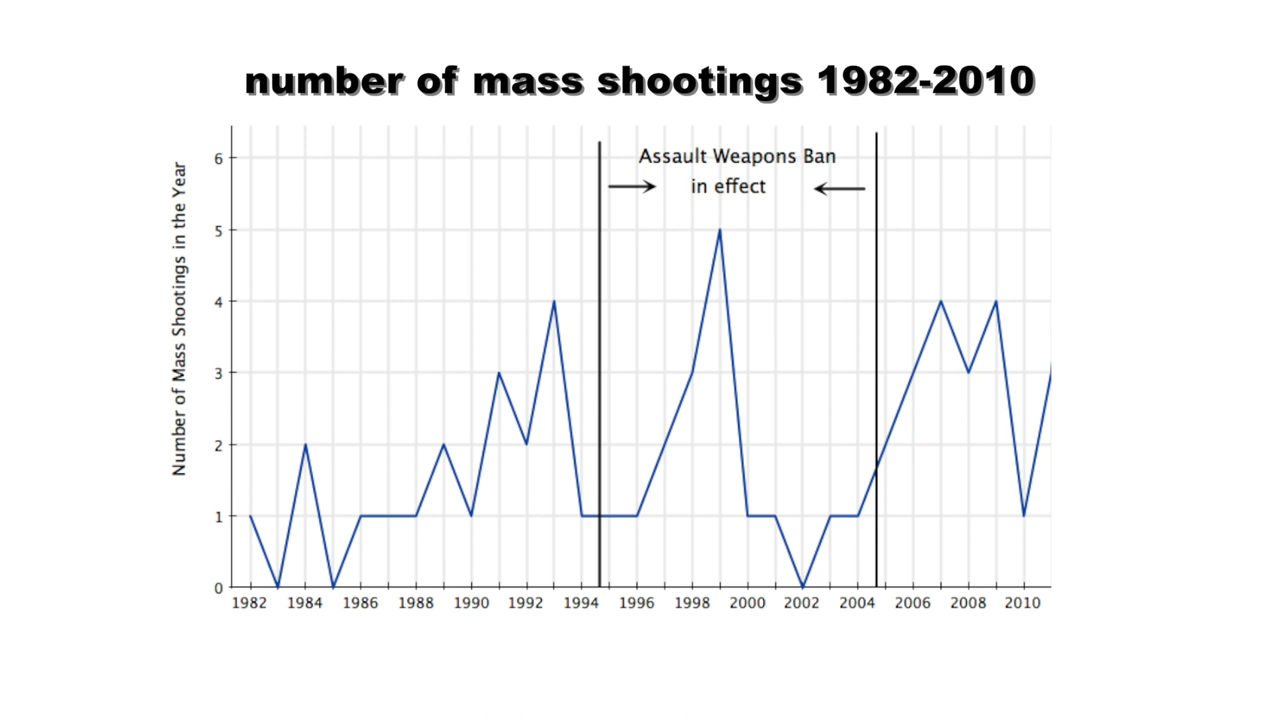 number of mass shootings 1982-2010
Number of Mass Shootings in the Year
6
5
4
3
2
1
0
Assault Weapons Ban
in effect
1982 1984 1986 1988 1990 1992 1994 1996 1998 2000 2002 2004 2006 2008 2010